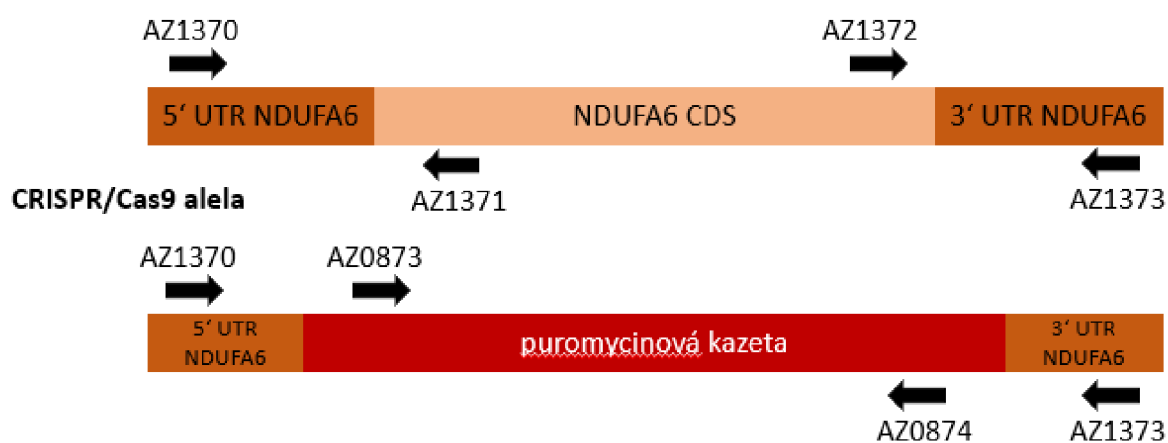 AZ1370 AZ1372
5‘ UTR NDUFA6 NDUFA6 CDS 3‘ UTR NDUFA6
AZ1371 AZ1373
CRISPR/Cas9 alela
AZ1370 AZ0873
5‘ UTR
NDUFA6
puromycinová kazeta
3‘ UTR
NDUFA6
AZ0874 AZ1373